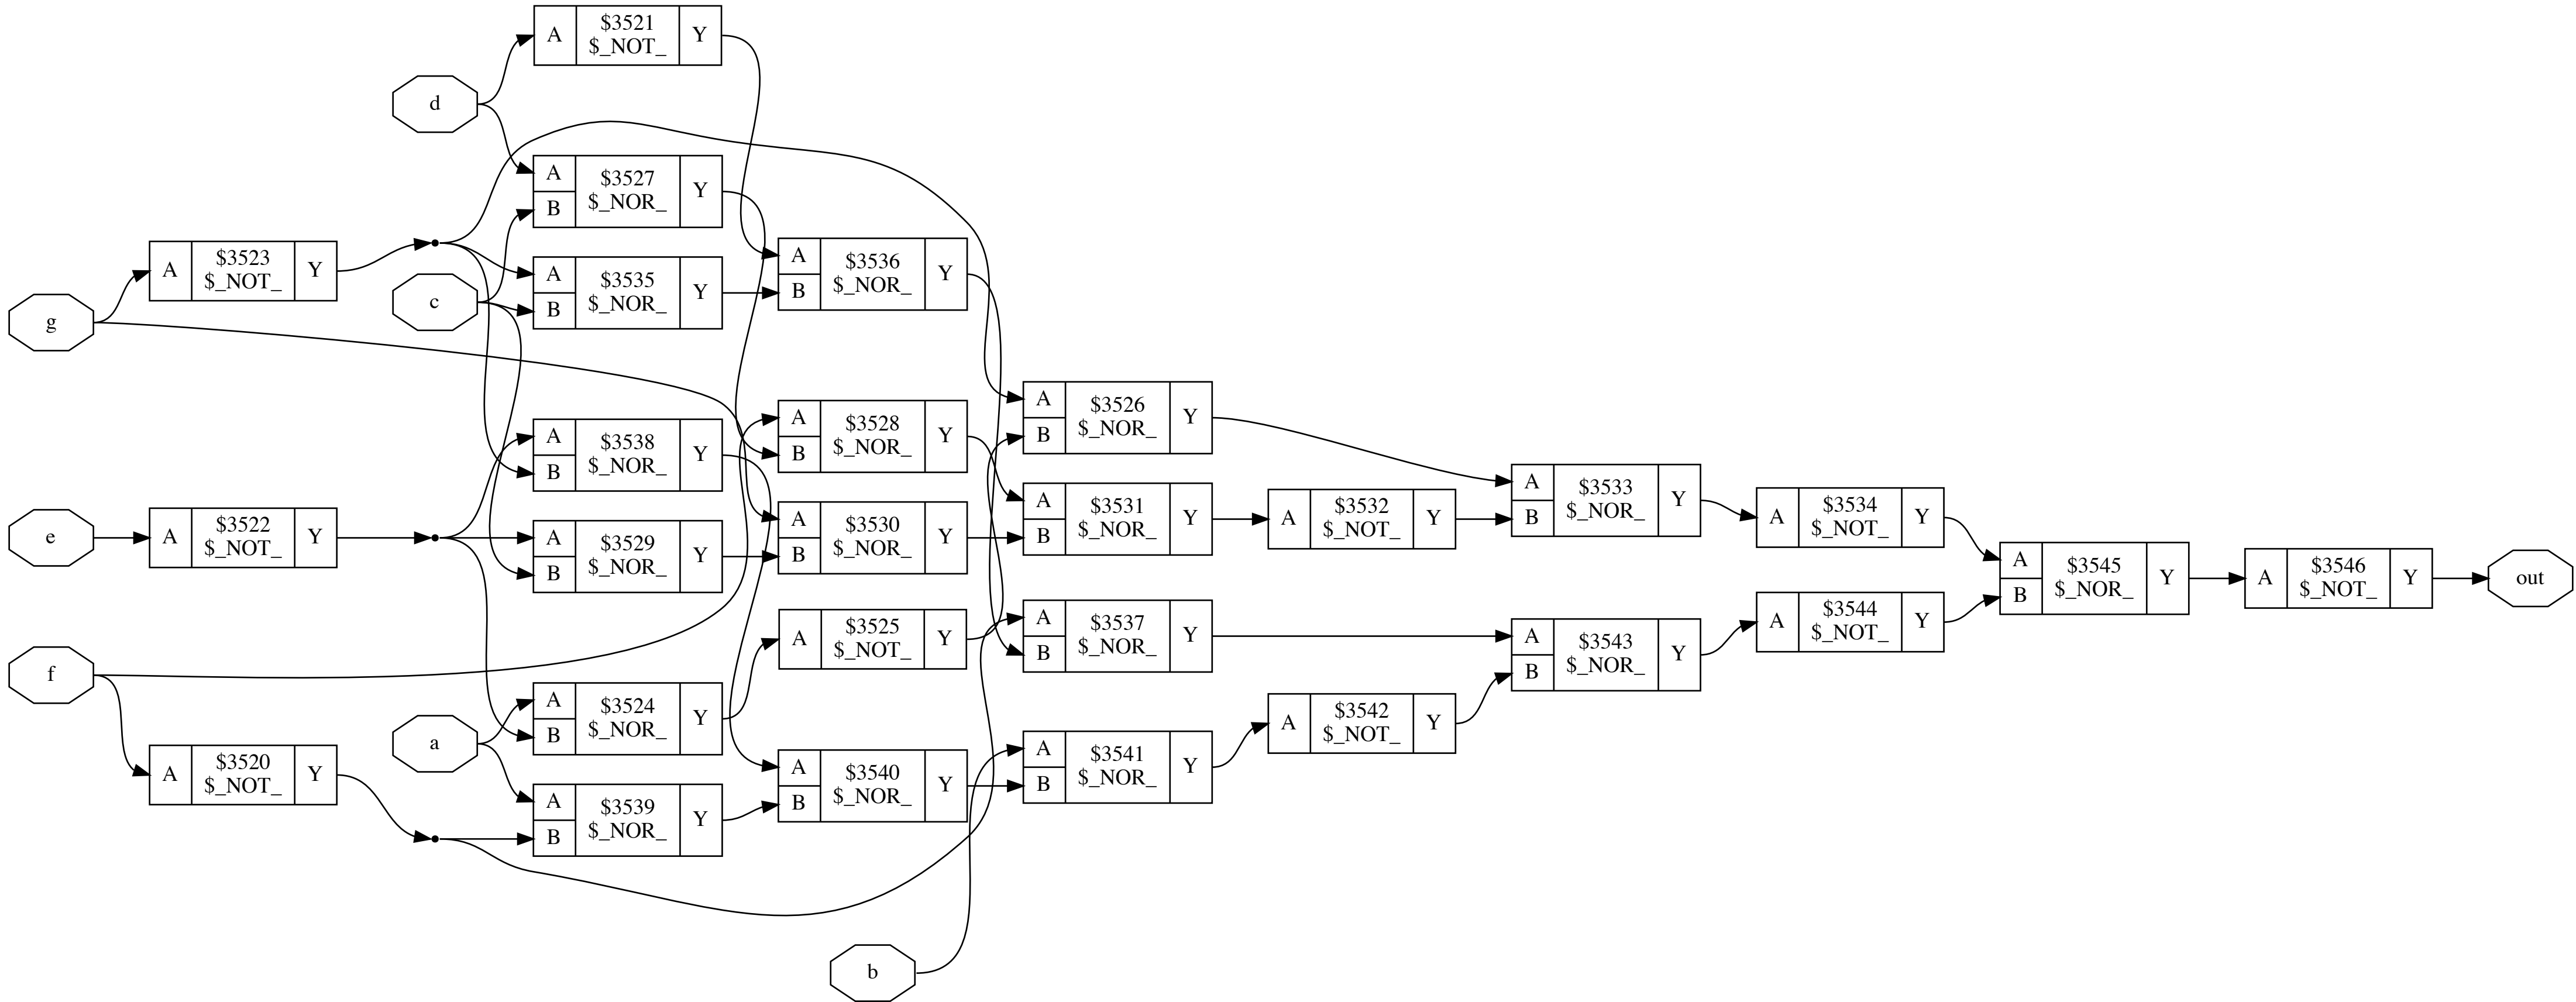 A
$3521
$_NOT_
Y
d
A
B
$3527
$_NOR_
Y
A
$3523
$_NOT_
Y
g
c
A
B
$3535
$_NOR_
Y
A
B
$3536
$_NOR_
Y
A
B
$3538
$_NOR_
Y
A
B
$3528
$_NOR_
Y
A
B
$3526
$_NOR_
Y
e
A
$3522
$_NOT_
Y
A
B
$3529
$_NOR_
Y
A
B
$3530
$_NOR_
Y
A
B
$3531
$_NOR_
Y
A
$3532
$_NOT_
Y
A
B
$3533
$_NOR_
Y
A
$3534
$_NOT_
Y
f
A
$3520
$_NOT_
Y
a
A
B
$3524
$_NOR_
Y
A
$3525
$_NOT_
Y
A
B
$3537
$_NOR_
Y
A
B
$3539
$_NOR_
Y
A
B
$3540
$_NOR_
Y
A
B
$3541
$_NOR_
Y
A
$3542
$_NOT_
Y
A
B
$3543
$_NOR_
Y
A
$3544
$_NOT_
Y
A
B
$3545
$_NOR_
Y
A
$3546
$_NOT_
Y
out
b